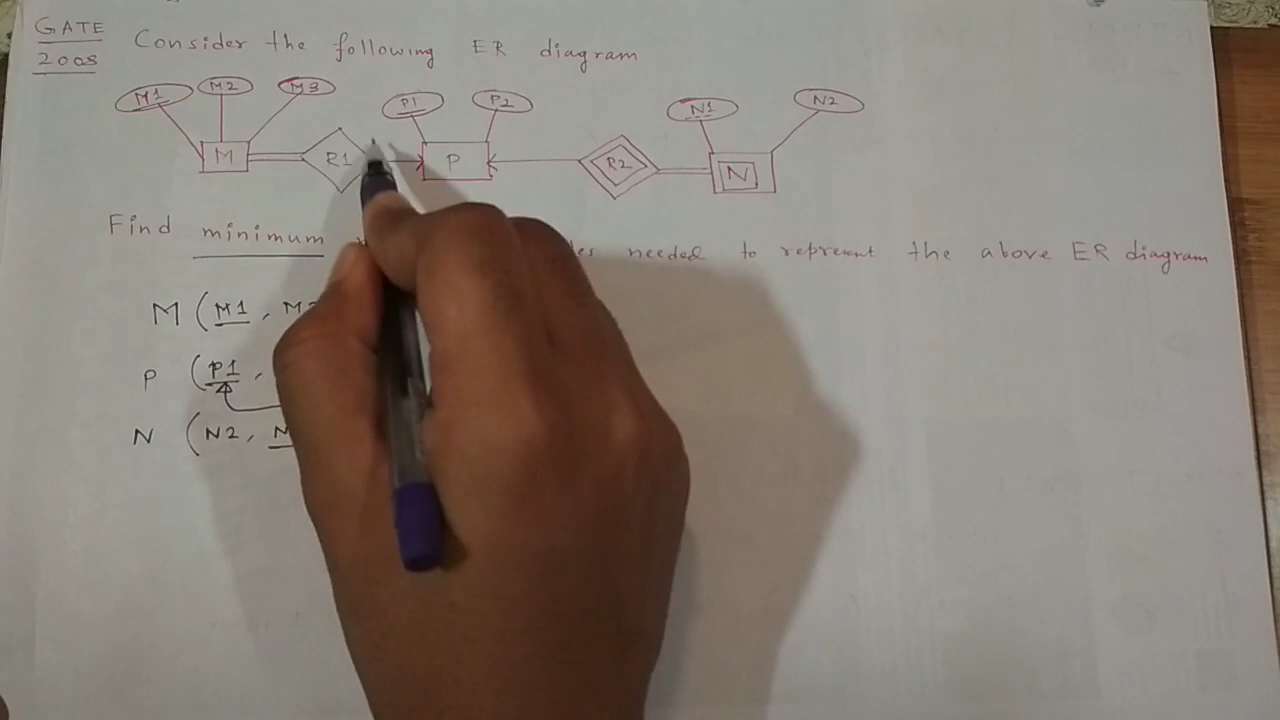 GATE
2008
Consider the following ER diagram
M1 M2 M3 P1 P2 N1 N2
M R1 P R2 N
Find minimum needed to represent the above ER diagram
M (M1,
P (P1,
N (N2,